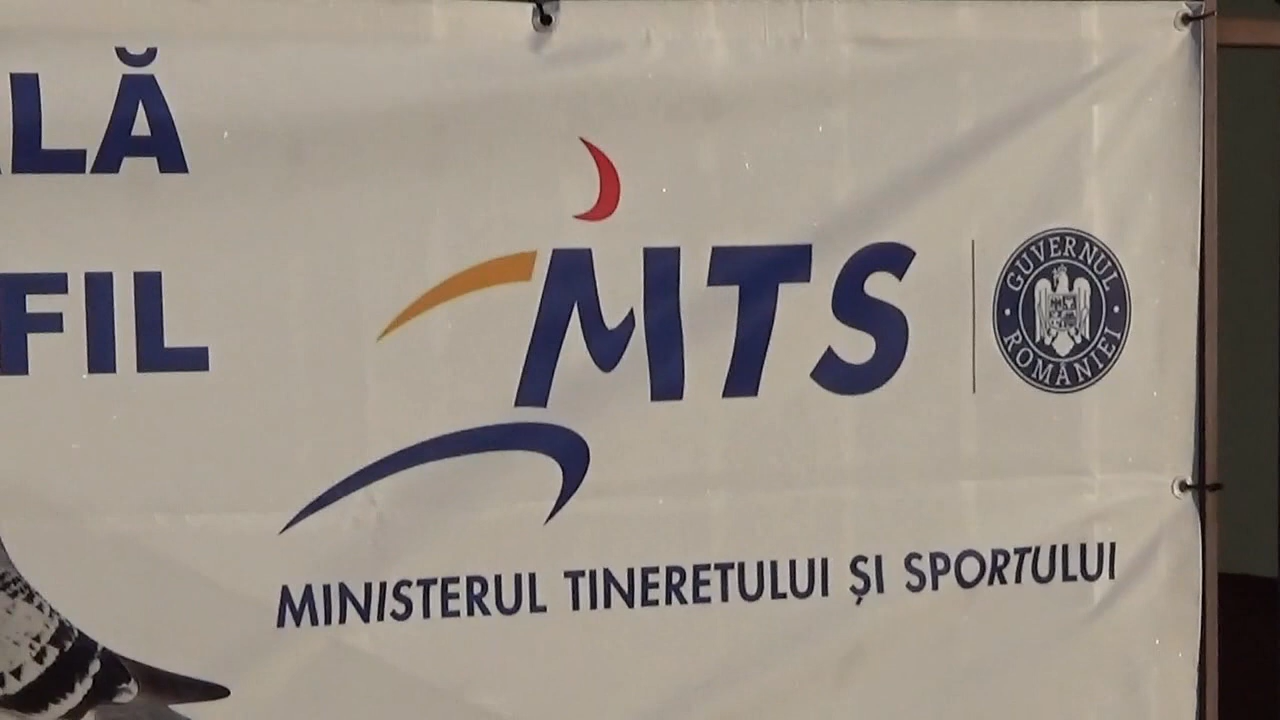 LĂ
FIL
MTS
GUVERNUL ROMÂNIEI
MINISTERUL TINERETULUI ȘI SPORTULUI